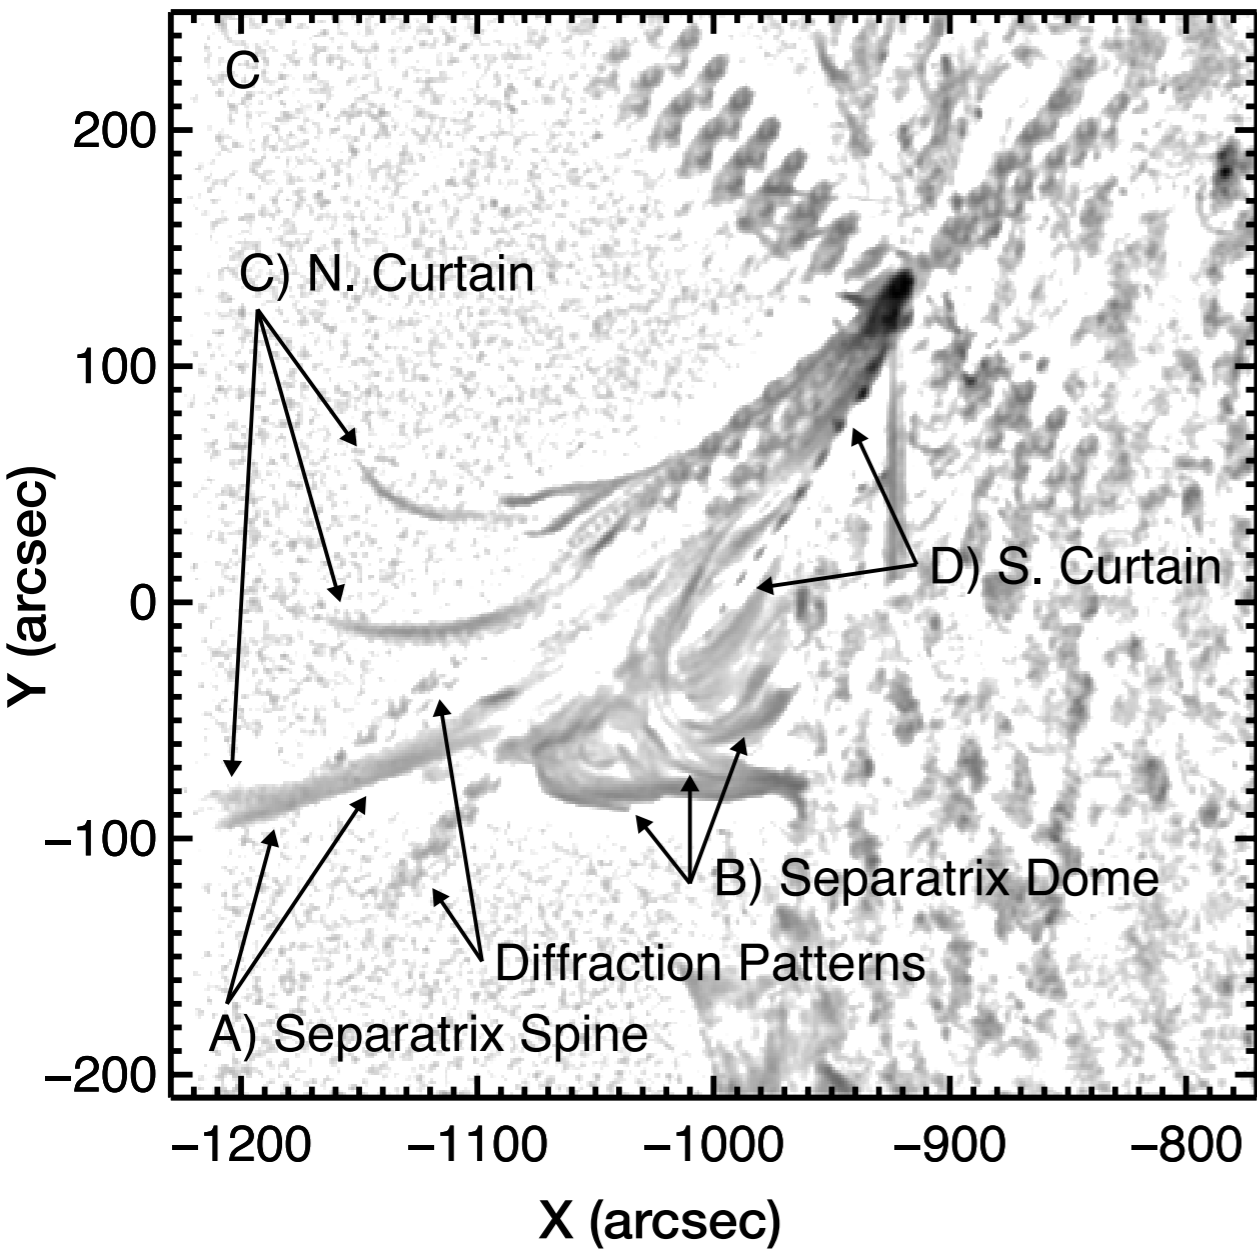 C
200
C) N. Curtain
100
Y (arcsec)
0
D) S. Curtain
−100
B) Separatrix Dome
Diffraction Patterns
A) Separatrix Spine
−200
−1200 −1100 −1000 −900 −800
X (arcsec)